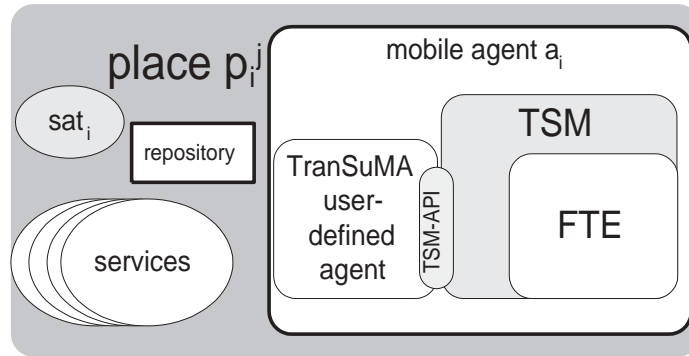 place p_i^j
mobile agent a_i
sat_i
TSM
repository
TranSuMA
user-
defined
agent
TSM-API
FTE
services